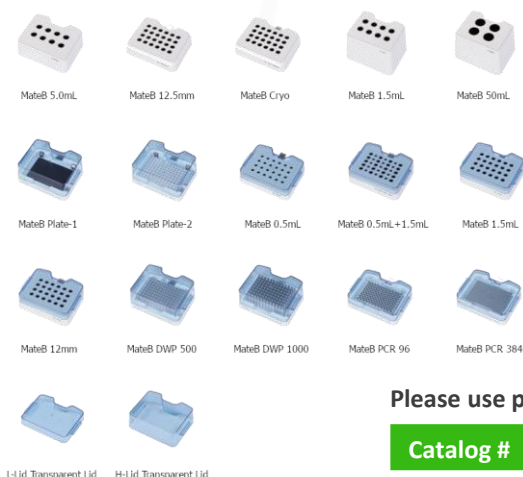 MateB 5.0mL MateB 12.5mm MateB Cryo MateB 1.5mL MateB 50mL
MateB Plate-1 MateB Plate-2 MateB 0.5mL MateB 0.5mL+1.5mL MateB 1.5mL
MateB 12mm MateB DWP 500 MateB DWP 1000 MateB PCR 96 MateB PCR 384
Please use p
Catalog #
L-Lid Transparent Lid H-Lid Transparent Lid